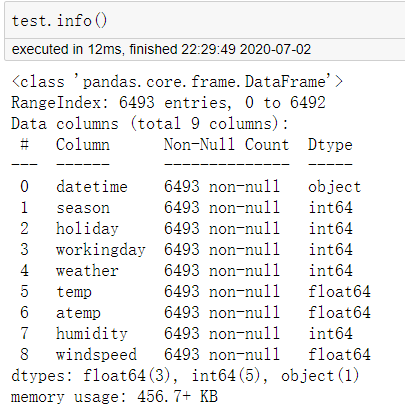 test.info()
executed in 12ms, finished 22:29:49 2020-07-02
<class 'pandas.core.frame.DataFrame'>
RangeIndex: 6493 entries, 0 to 6492
Data columns (total 9 columns):
 #   Column      Non-Null Count  Dtype
---  ------      --------------  -----
 0   datetime    6493 non-null   object
 1   season      6493 non-null   int64
 2   holiday     6493 non-null   int64
 3   workingday  6493 non-null   int64
 4   weather     6493 non-null   int64
 5   temp        6493 non-null   float64
 6   atemp       6493 non-null   float64
 7   humidity    6493 non-null   int64
 8   windspeed   6493 non-null   float64
dtypes: float64(3), int64(5), object(1)
memory usage: 456.7+ KB